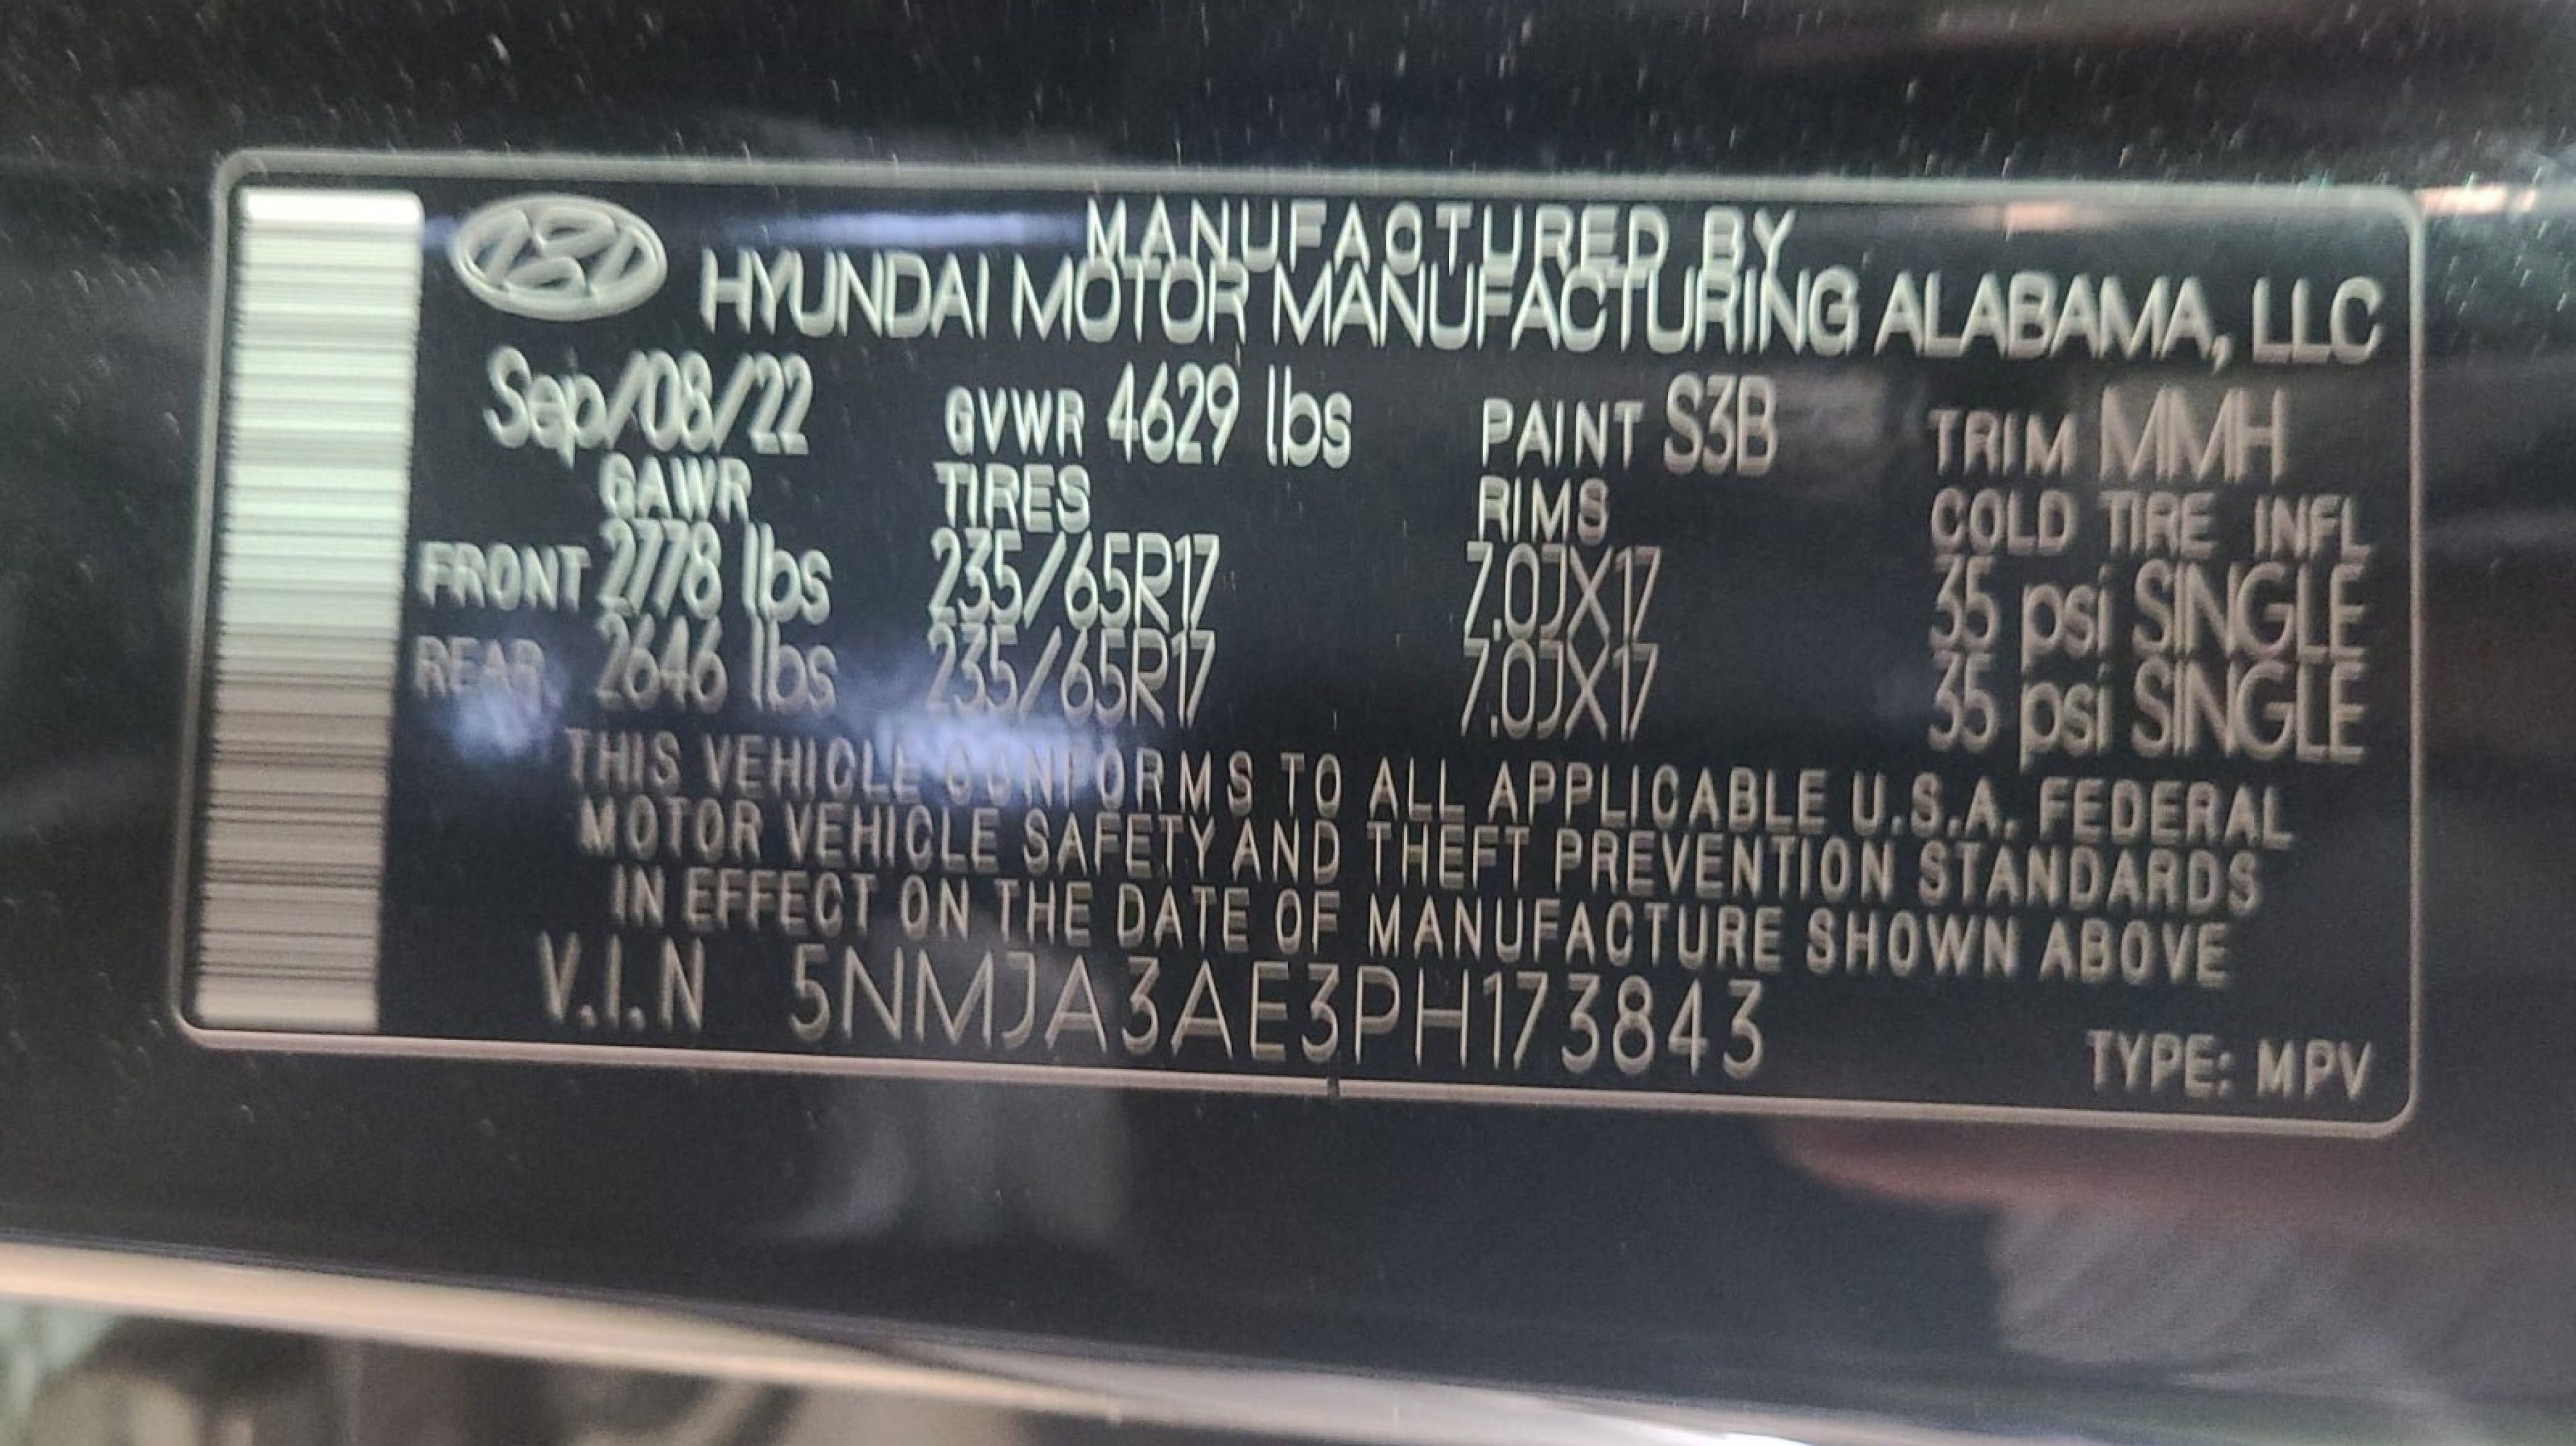 MANUFACTURED BY
HYUNDAI MOTOR MANUFACTURING ALABAMA, LLC
Sep/08/22 GVWR 4629 lbs PAINT S3B TRIM MMH
GAWR TIRES RIMS COLD TIRE INFL
FRONT 2778 lbs 235/65R17 7.0JX17 35 psi SINGLE
REAR 2646 lbs 235/65R17 7.0JX17 35 psi SINGLE
THIS VEHICLE CONFORMS TO ALL APPLICABLE U.S.A. FEDERAL
MOTOR VEHICLE SAFETY AND THEFT PREVENTION STANDARDS
IN EFFECT ON THE DATE OF MANUFACTURE SHOWN ABOVE
V.I.N 5NMJA3AE3PH173843
TYPE: MPV